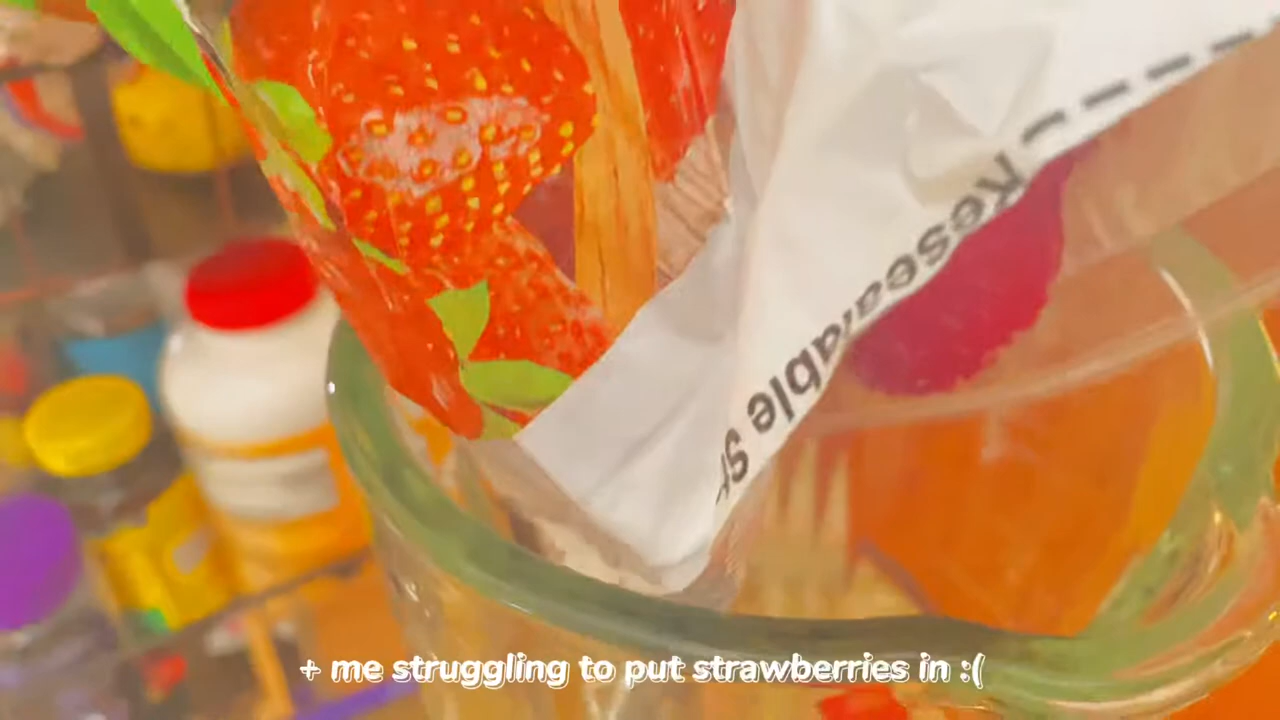 Resealable
+ me struggling to put strawberries in :(